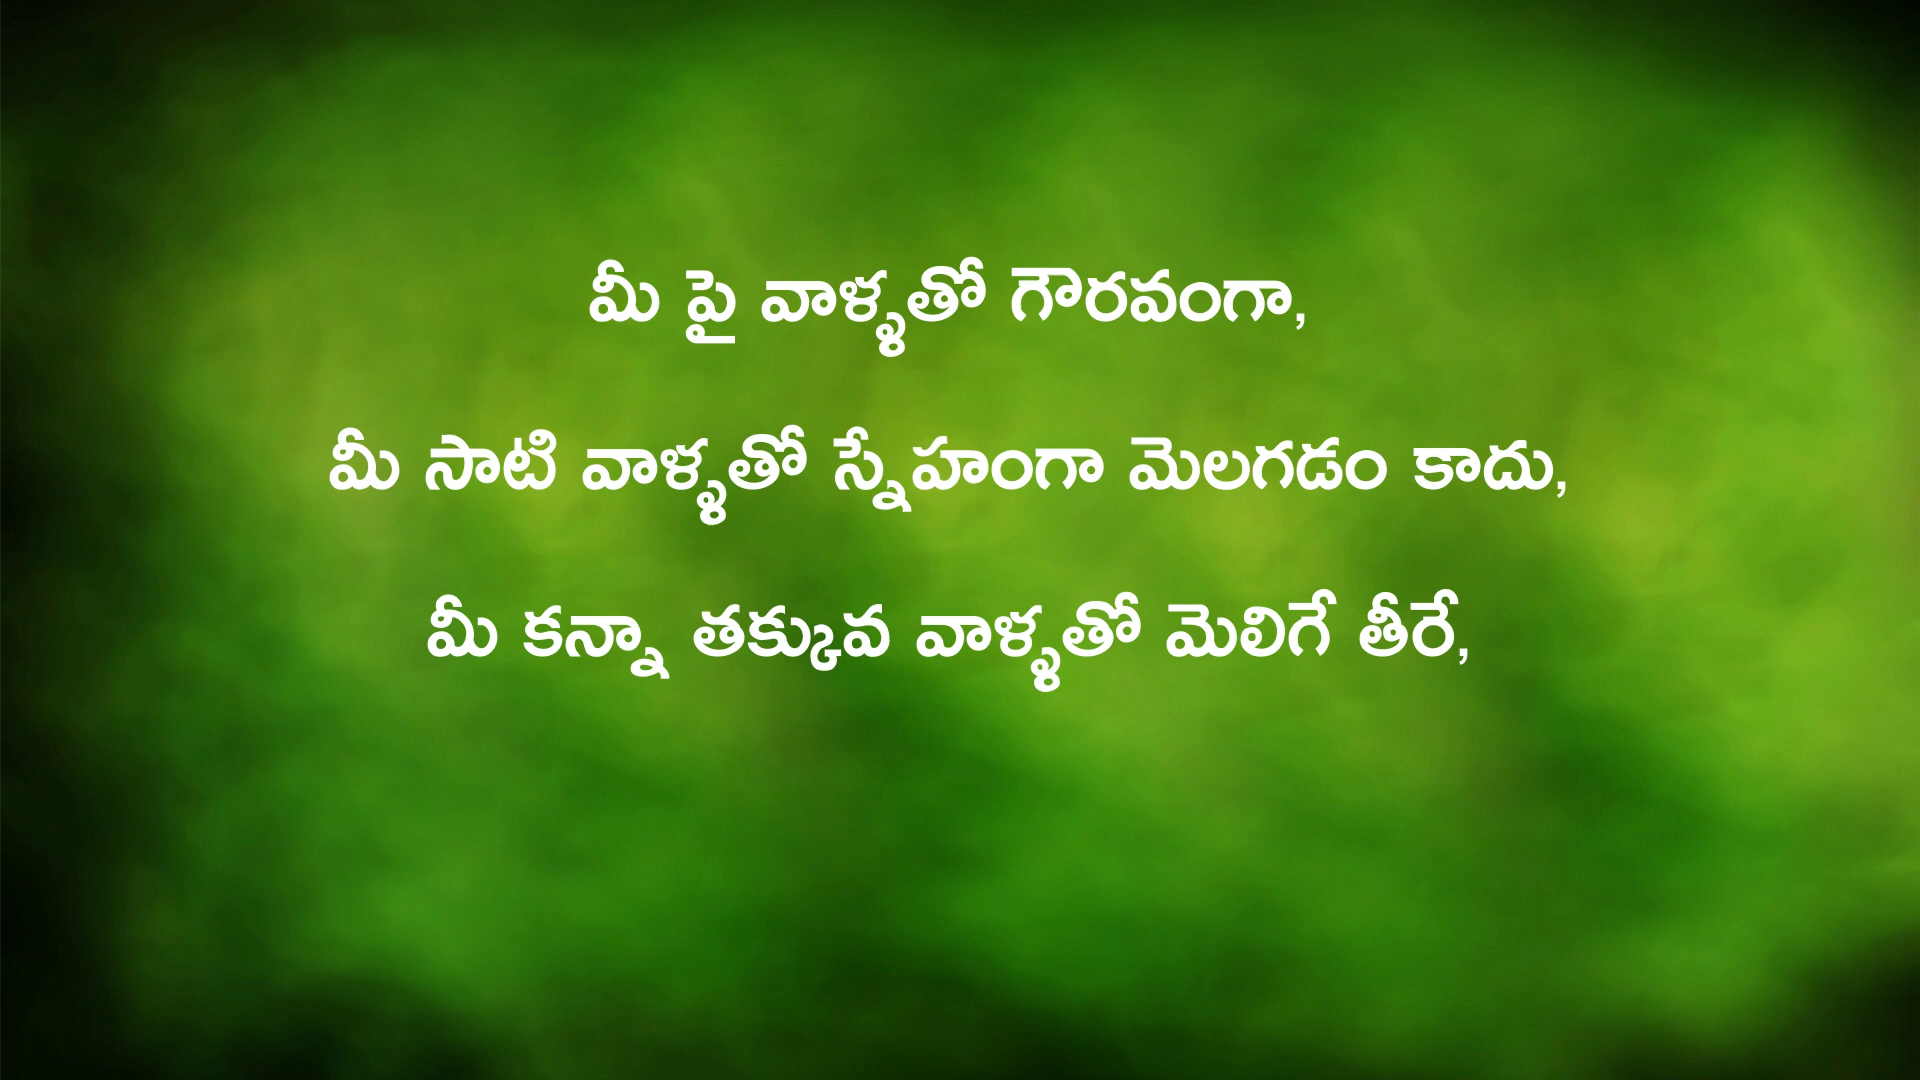 మీ పై వాళ్ళతో గౌరవంగా,
మీ సాటి వాళ్ళతో స్నేహంగా మెలగడం కాదు,
మీ కన్నా తక్కువ వాళ్ళతో మెలిగే తీరే,